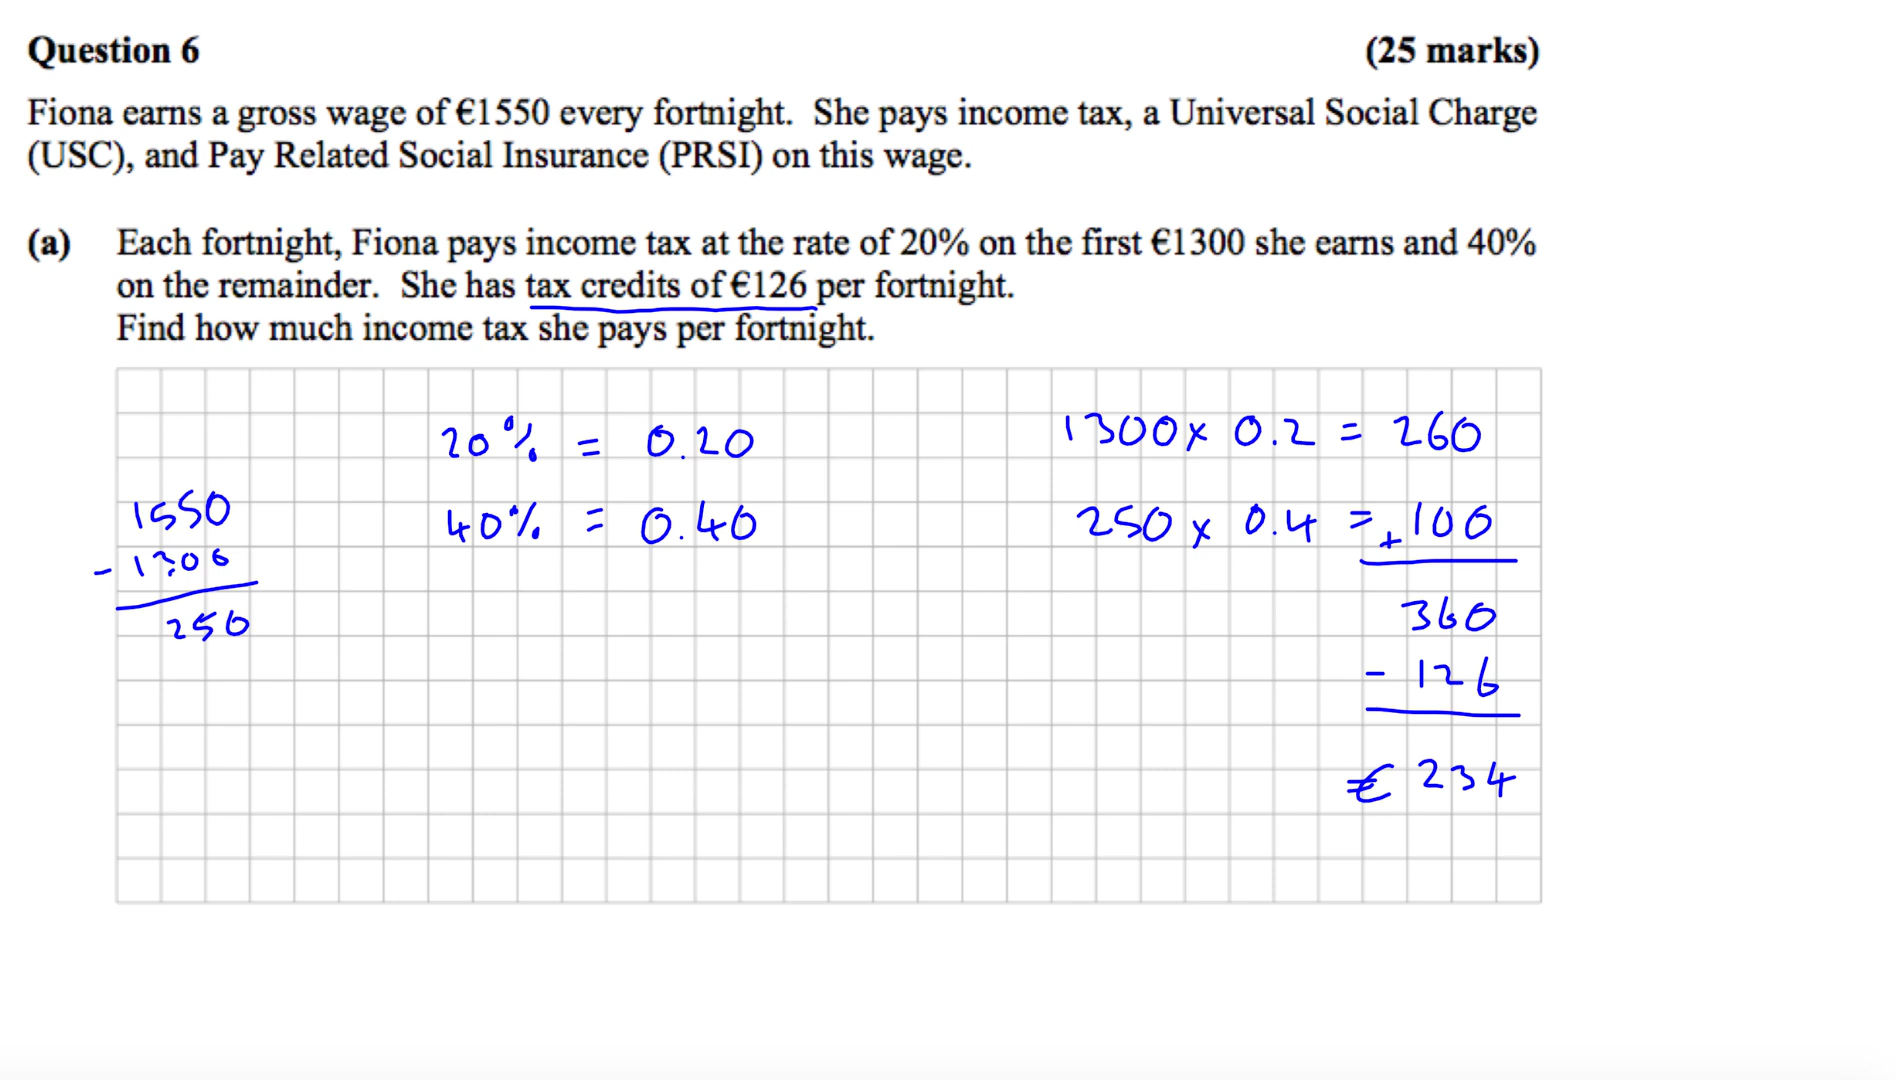 Question 6 (25 marks)
Fiona earns a gross wage of €1550 every fortnight. She pays income tax, a Universal Social Charge
(USC), and Pay Related Social Insurance (PRSI) on this wage.
(a) Each fortnight, Fiona pays income tax at the rate of 20% on the first €1300 she earns and 40%
on the remainder. She has tax credits of €126 per fortnight.
Find how much income tax she pays per fortnight.
1550
- 1300
250
20% = 0.20
40% = 0.40
1300 x 0.2 = 260
250 x 0.4 = + 100
360
- 126
€ 234